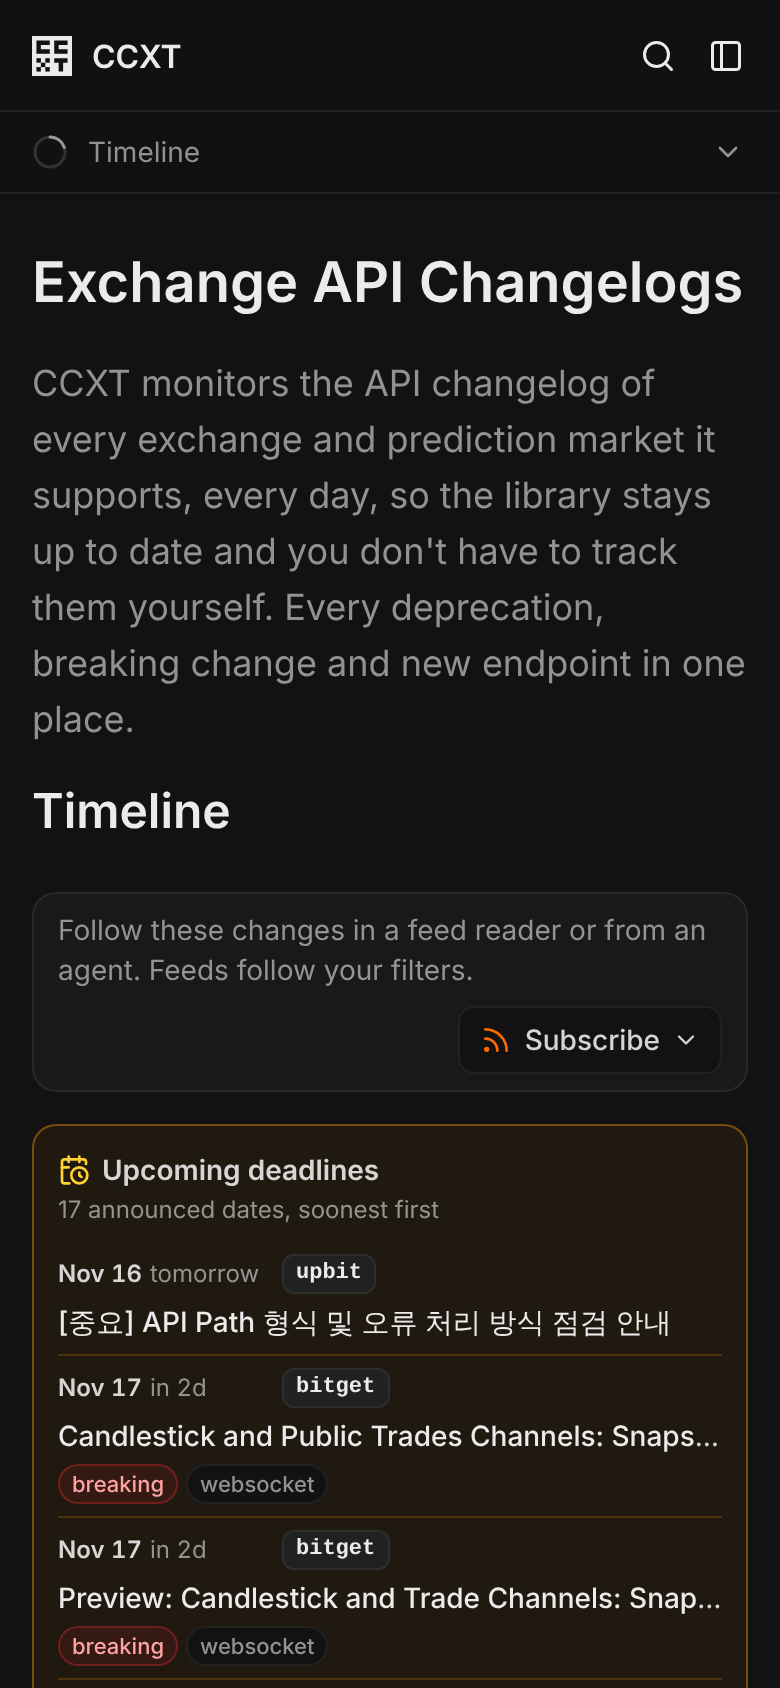 CCXT
Timeline
Exchange API Changelogs
CCXT monitors the API changelog of
every exchange and prediction market it
supports, every day, so the library stays
up to date and you don't have to track
them yourself. Every deprecation,
breaking change and new endpoint in one
place.
Timeline
Follow these changes in a feed reader or from an
agent. Feeds follow your filters.
Subscribe
Upcoming deadlines
17 announced dates, soonest first
Nov 16 tomorrow upbit
[중요] API Path 형식 및 오류 처리 방식 점검 안내
Nov 17 in 2d bitget
Candlestick and Public Trades Channels: Snaps...
breaking websocket
Nov 17 in 2d bitget
Preview: Candlestick and Trade Channels: Snap...
breaking websocket